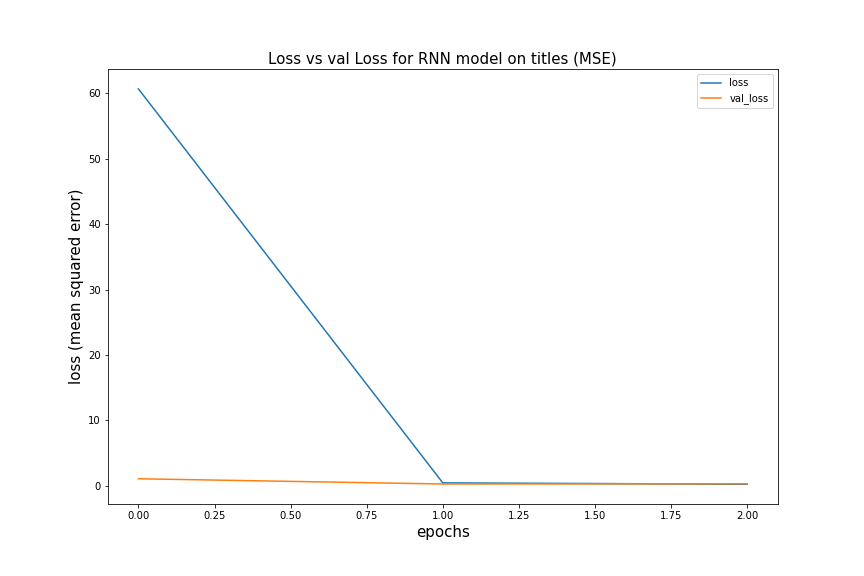 Loss vs val Loss for RNN model on titles (MSE)
loss
val_loss
loss (mean squared error)
60
50
40
30
20
10
0
0.00 0.25 0.50 0.75 1.00 1.25 1.50 1.75 2.00
epochs